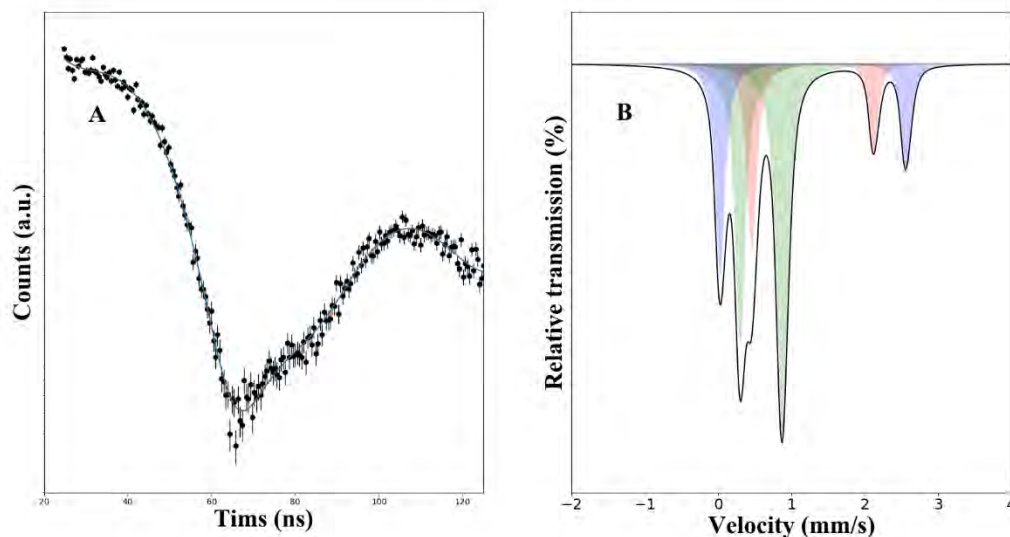 A
Counts (a.u.)
20 40 60 80 100 120
Tims (ns)
B
Relative transmission (%)
−2 −1 0 1 2 3 4
Velocity (mm/s)